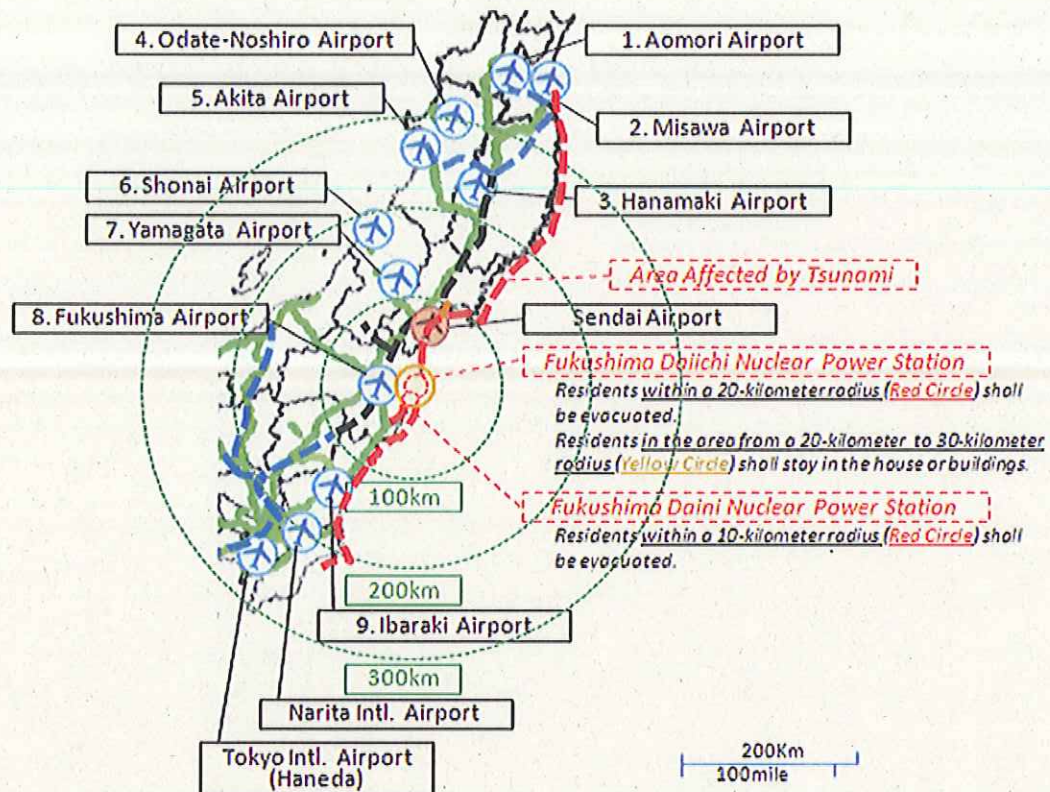 4. Odate-Noshiro Airport
1. Aomori Airport
5. Akita Airport
2. Misawa Airport
6. Shonai Airport
3. Hanamaki Airport
7. Yamagata Airport
Area Affected by Tsunami
8. Fukushima Airport
Sendai Airport
Fukushima Daiichi Nuclear Power Station
Residents within a 20-kilometer radius (Red Circle) shall
be evacuated.
Residents in the area from a 20-kilometer to 30-kilometer
radius (Yellow Circle) shall stay in the house or buildings.
100km
Fukushima Daini Nuclear Power Station
Residents within a 10-kilometer radius (Red Circle) shall
be evacuated.
200km
9. Ibaraki Airport
300km
Narita Intl. Airport
Tokyo Intl. Airport
(Haneda)
200Km
100mile